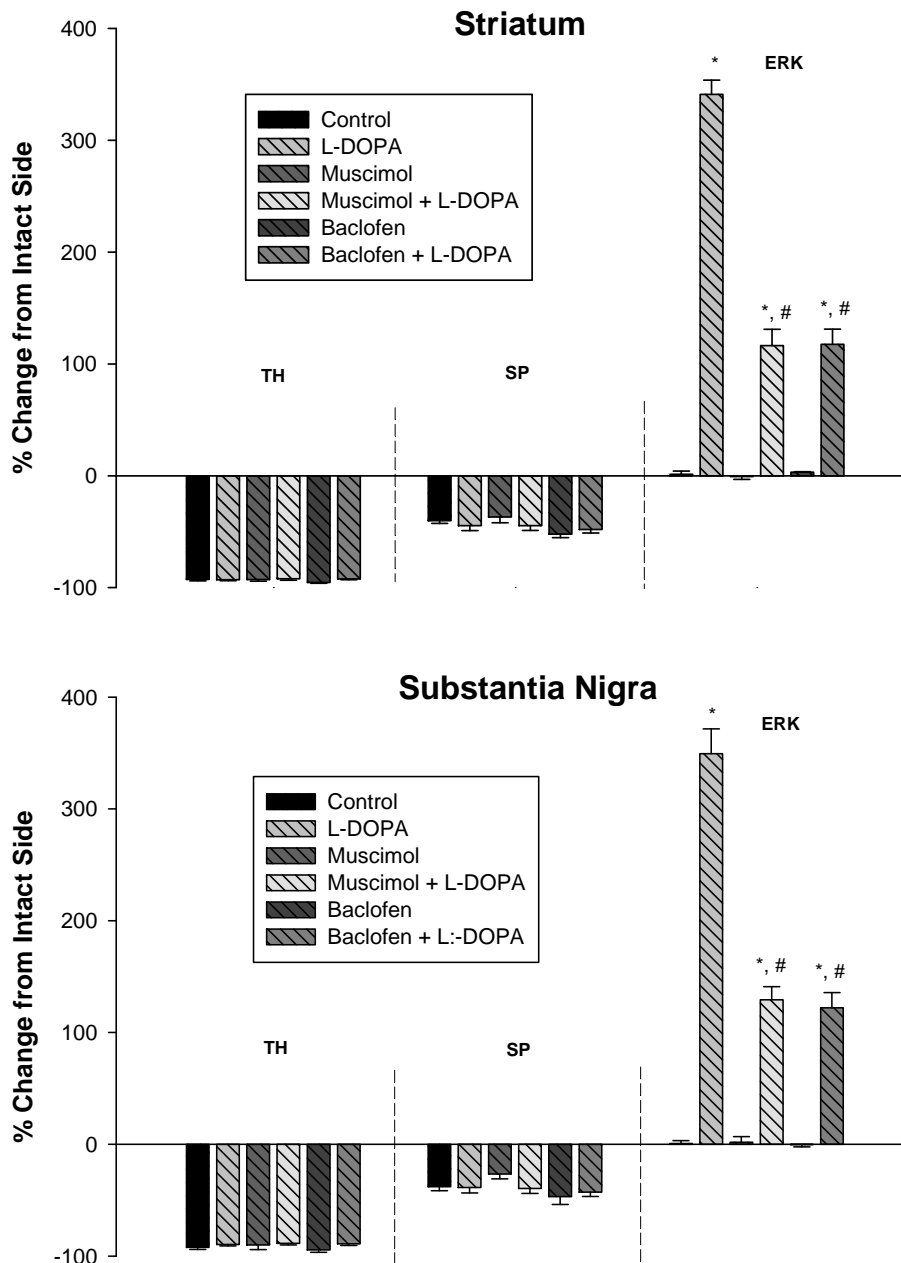 Striatum
% Change from Intact Side
400
300
200
100
0
-100
Control
L-DOPA
Muscimol
Muscimol + L-DOPA
Baclofen
Baclofen + L-DOPA
TH
SP
ERK
*
*, #
*, #
Substantia Nigra
% Change from Intact Side
400
300
200
100
0
-100
Control
L-DOPA
Muscimol
Muscimol + L-DOPA
Baclofen
Baclofen + L:-DOPA
TH
SP
ERK
*
*, #
*, #